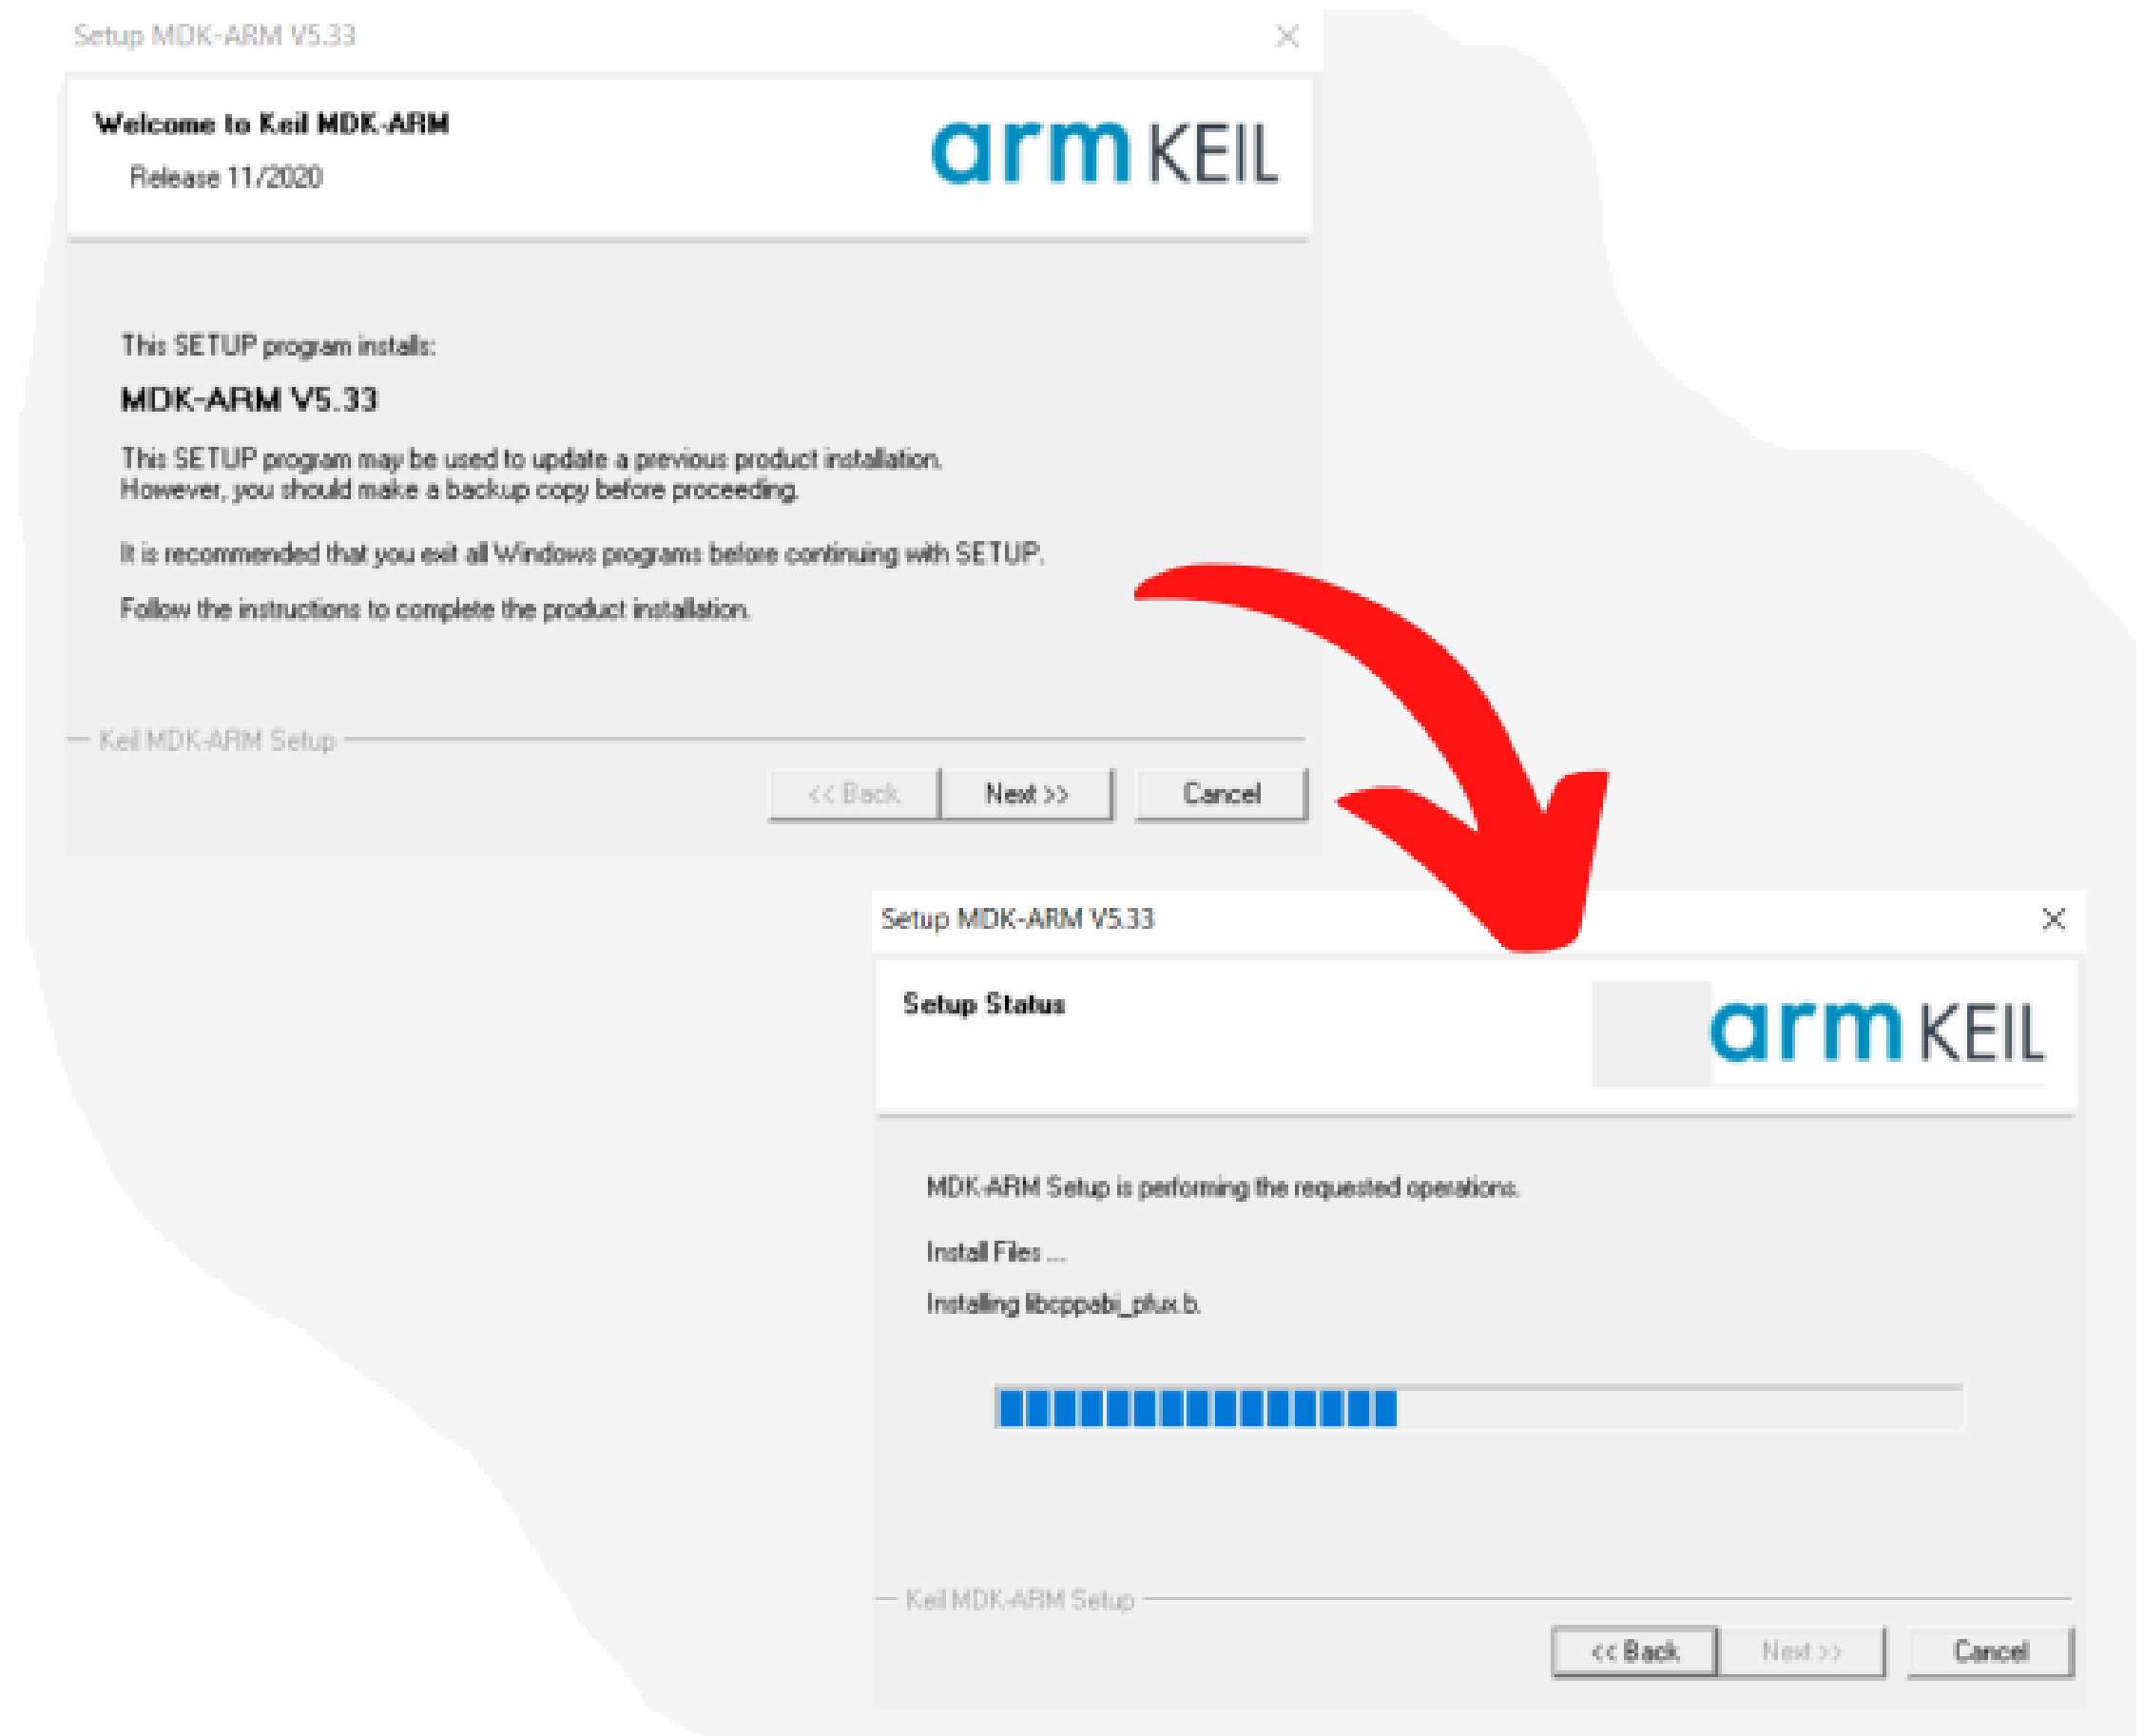 Setup MDK-ARM V5.33
Welcome to Keil MDK-ARM
Release 11/2020
arm KEIL
This SETUP program installs:
MDK-ARM V5.33
This SETUP program may be used to update a previous product installation.
However, you should make a backup copy before proceeding.
It is recommended that you exit all Windows programs before continuing with SETUP.
Follow the instructions to complete the product installation.
Keil MDK-ARM Setup
<< Back Next >> Cancel
Setup MDK-ARM V5.33
Setup Status
arm KEIL
MDK-ARM Setup is performing the requested operations.
Install Files ...
Installing
Keil MDK-ARM Setup
<< Back Next >> Cancel